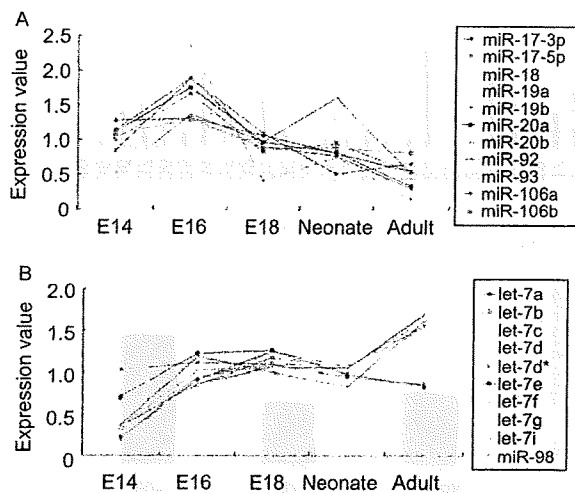 A
Expression value
2.5
2.0
1.5
1.0
0.5
0
E14 E16 E18 Neonate Adult
miR-17-3p
miR-17-5p
miR-18
miR-19a
miR-19b
miR-20a
miR-20b
miR-92
miR-93
miR-106a
miR-106b
B
Expression value
2.0
1.5
1.0
0.5
0
E14 E16 E18 Neonate Adult
let-7a
let-7b
let-7c
let-7d
let-7d*
let-7e
let-7f
let-7g
let-7i
miR-98